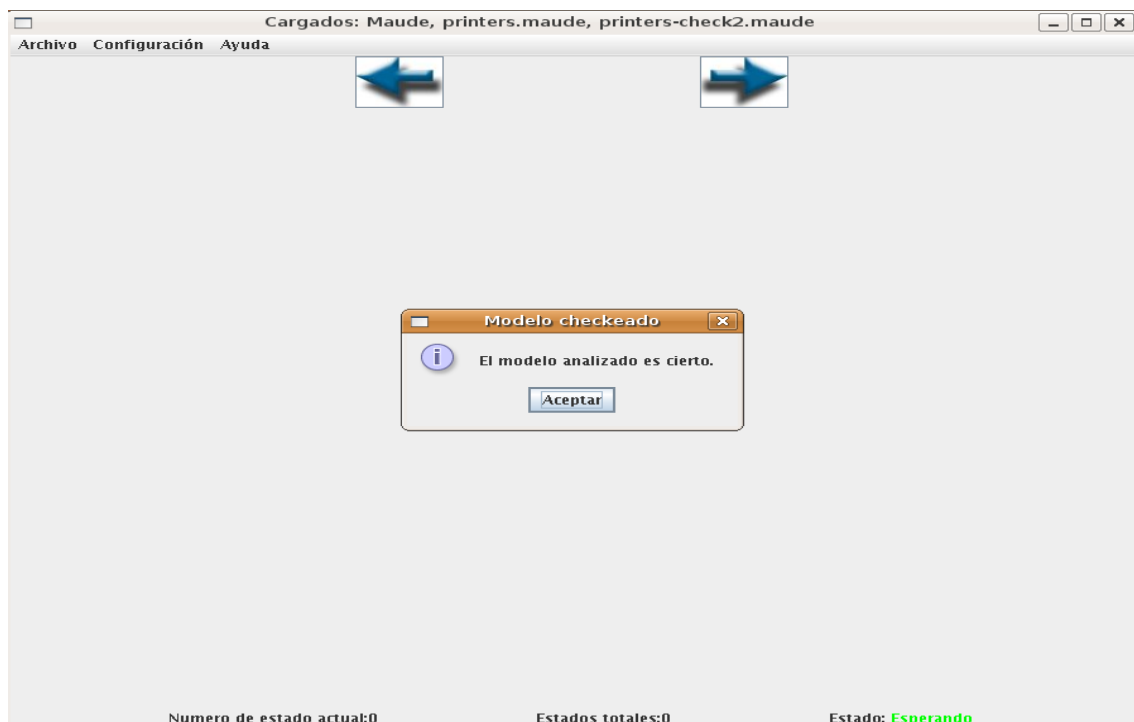 Cargados: Maude, printers.maude, printers-check2.maude
Archivo Configuración Ayuda
Modelo checkeado
i
El modelo analizado es cierto.
Aceptar
Numero de estado actual:0 Estados totales:0 Estado: Esperando